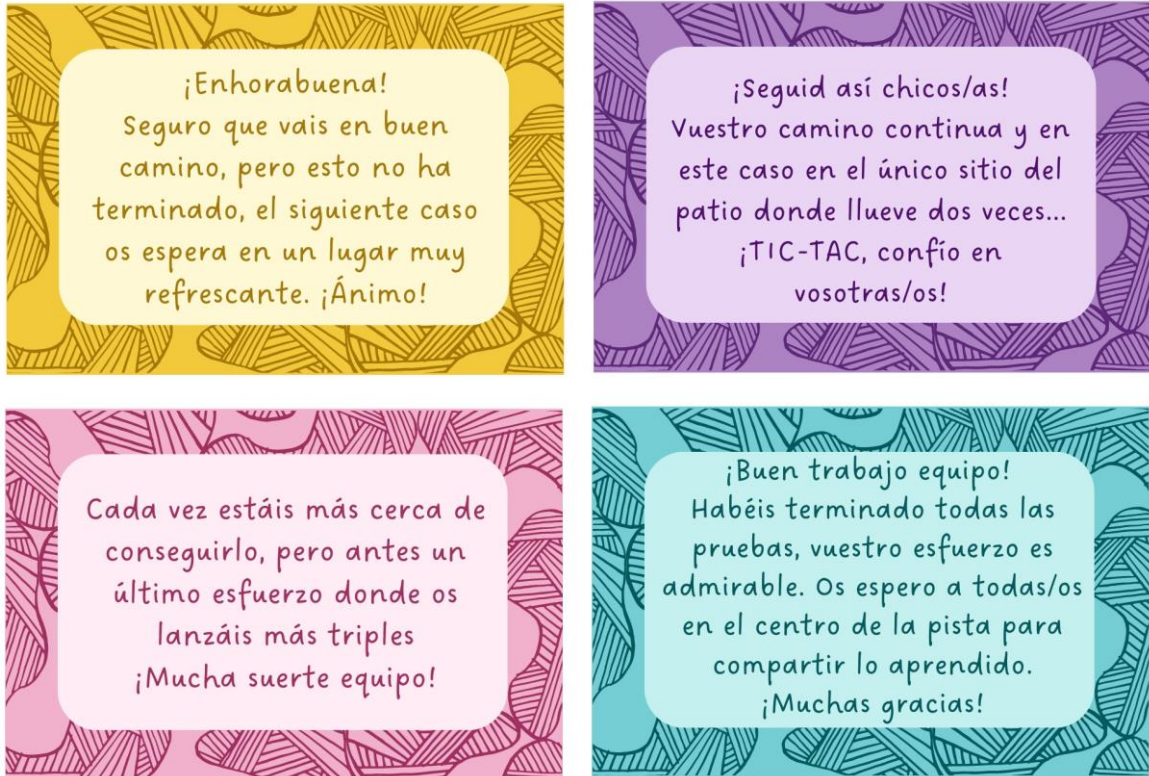 ¡Enhorabuena!
Seguro que vais en buen
camino, pero esto no ha
terminado, el siguiente caso
os espera en un lugar muy
refrescante. ¡Ánimo!
¡Seguid así chicos/as!
Vuestro camino continua y en
este caso en el único sitio del
patio donde llueve dos veces...
¡TIC-TAC, confío en
vosotras/os!
Cada vez estáis más cerca de
conseguirlo, pero antes un
último esfuerzo donde os
lanzáis más triples
¡Mucha suerte equipo!
¡Buen trabajo equipo!
Habéis terminado todas las
pruebas, vuestro esfuerzo es
admirable. Os espero a todas/os
en el centro de la pista para
compartir lo aprendido.
¡Muchas gracias!